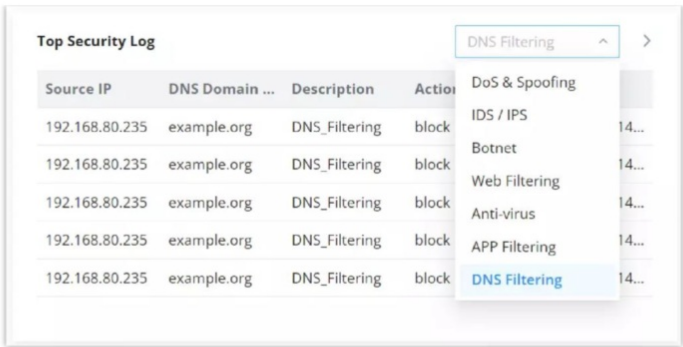 Top Security Log DNS Filtering
Source IP DNS Domain ... Description Action
192.168.80.235 example.org DNS_Filtering block 14...
192.168.80.235 example.org DNS_Filtering block 14...
192.168.80.235 example.org DNS_Filtering block 14...
192.168.80.235 example.org DNS_Filtering block 14...
192.168.80.235 example.org DNS_Filtering block 14...
DoS & Spoofing
IDS / IPS
Botnet
Web Filtering
Anti-virus
APP Filtering
DNS Filtering